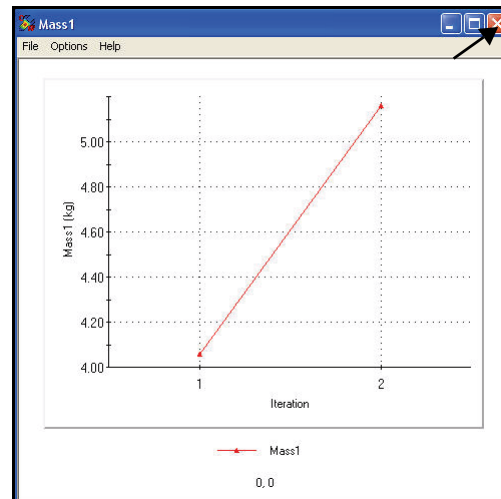 Mass1
File Options Help
Mass1 (kg)
5.00
4.80
4.60
4.40
4.20
4.00
1 2
Iteration
Mass1
0, 0